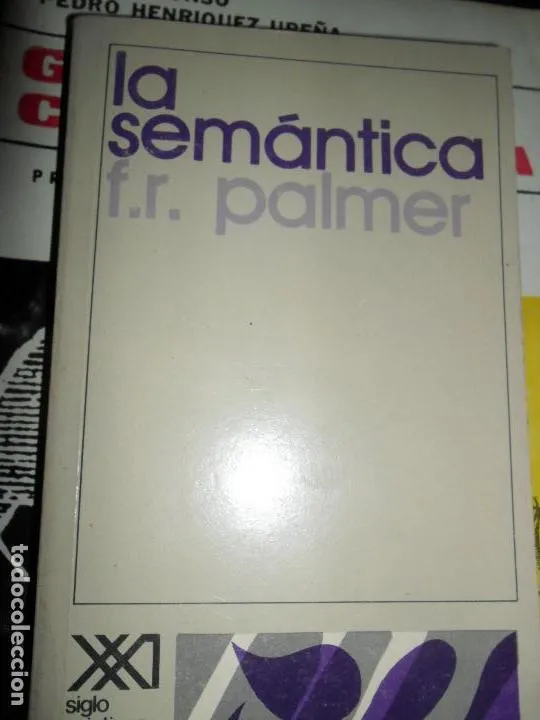 PEDRO HENRIQUEZ UREÑA
la
semántica
f.r. palmer
siglo
todocoleccion